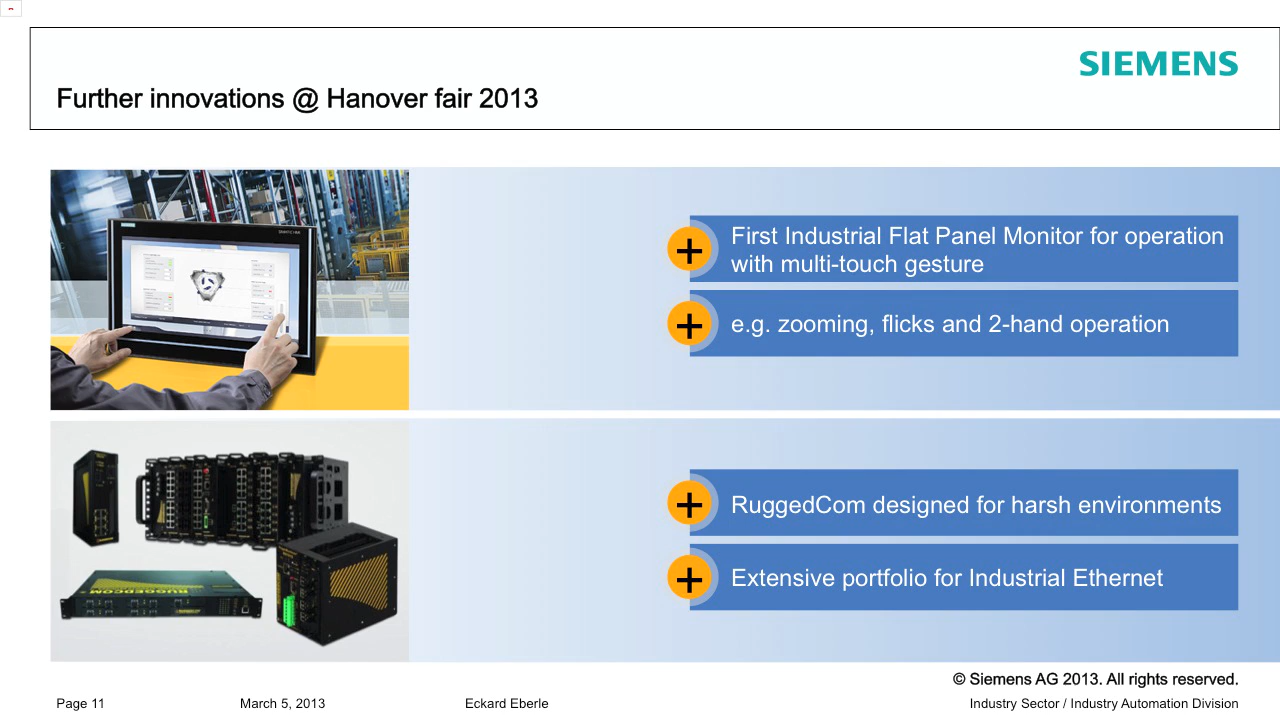 SIEMENS
Further innovations @ Hanover fair 2013
First Industrial Flat Panel Monitor for operation
with multi-touch gesture
e.g. zooming, flicks and 2-hand operation
RUGGEDCOM
RuggedCom designed for harsh environments
Extensive portfolio for Industrial Ethernet
© Siemens AG 2013. All rights reserved.
Page 11
March 5, 2013
Eckard Eberle
Industry Sector / Industry Automation Division